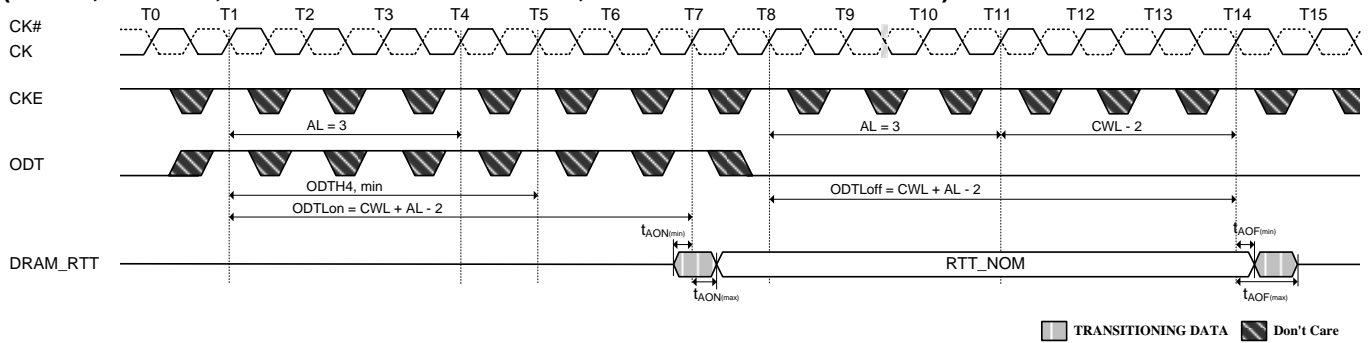 T0 T1 T2 T3 T4 T5 T6 T7 T8 T9 T10 T11 T12 T13 T14 T15
CK#
CK
CKE
AL = 3 AL = 3 CWL - 2
ODT
ODTH4, min ODTLoff = CWL + AL - 2
ODTLon = CWL + AL - 2
tAON(min) tAOF(min)
DRAM_RTT RTT_NOM
tAON(max) tAOF(max)
TRANSITIONING DATA Don't Care